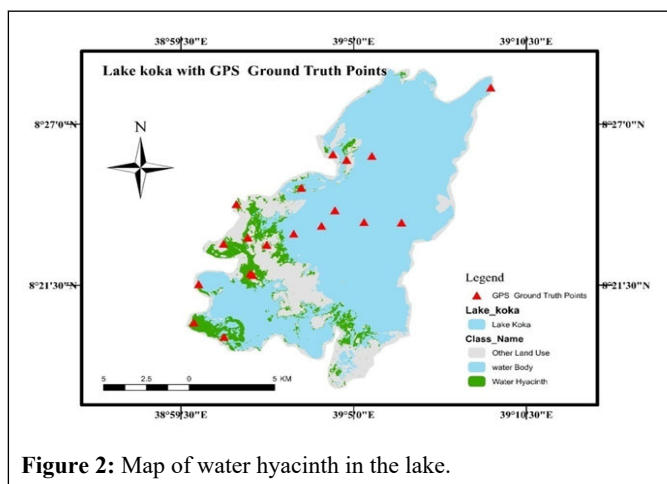 38°59'30"E 39°5'0"E 39°10'30"E
Lake koka with GPS Ground Truth Points
N
8°27'0"N 8°27'0"N
8°21'30"N 8°21'30"N
Legend
GPS Ground Truth Points
Lake_koka
Lake Koka
Class_Name
Other Land Use
water Body
Water Hyacinth
5 2.5 0 5 KM
38°59'30"E 39°5'0"E 39°10'30"E
Figure 2: Map of water hyacinth in the lake.